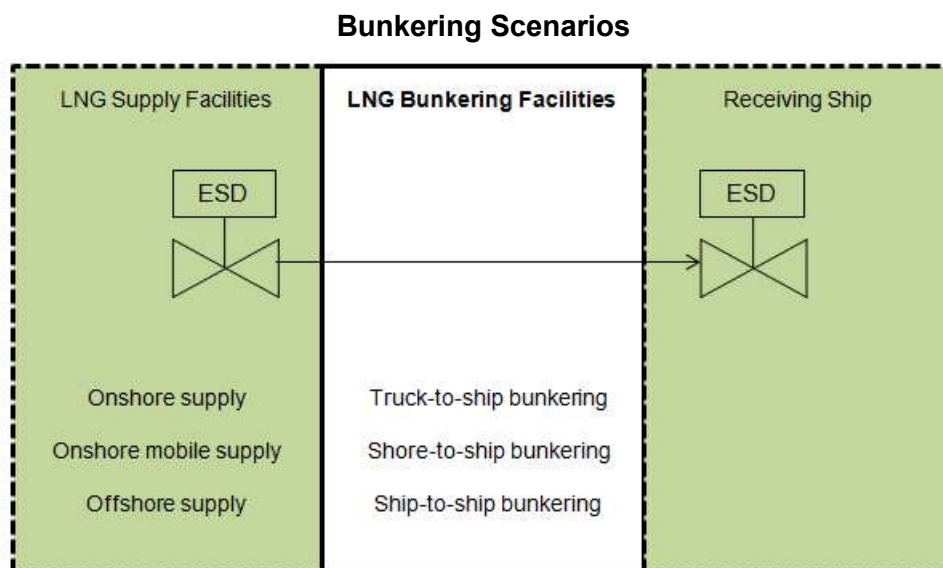 Bunkering Scenarios
LNG Supply Facilities
LNG Bunkering Facilities
Receiving Ship
ESD
ESD
Onshore supply
Truck-to-ship bunkering
Onshore mobile supply
Shore-to-ship bunkering
Offshore supply
Ship-to-ship bunkering